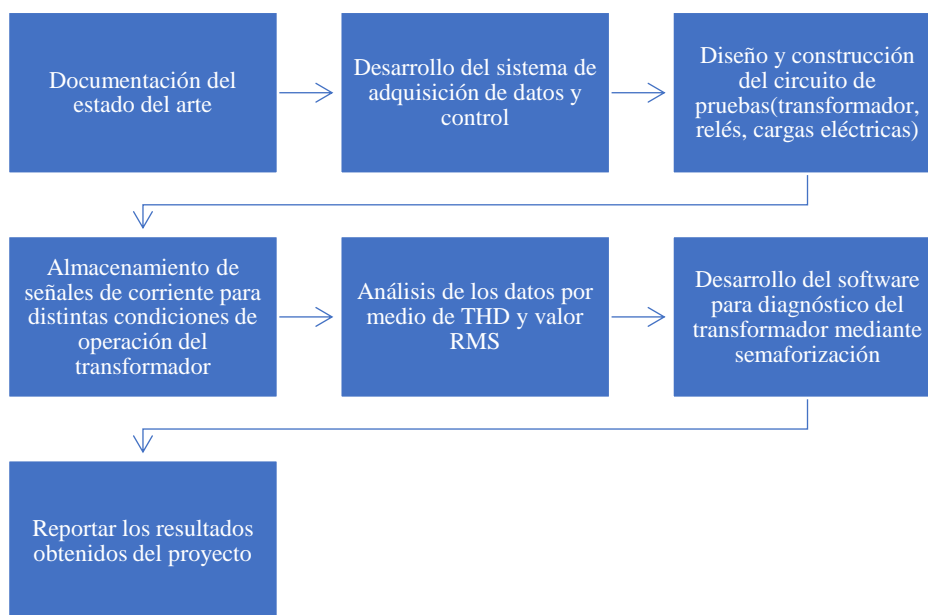 Documentación del
estado del arte
Desarrollo del sistema de
adquisición de datos y
control
Diseño y construcción
del circuito de
pruebas(transformador,
relés, cargas eléctricas)
Almacenamiento de
señales de corriente para
distintas condiciones de
operación del
transformador
Análisis de los datos por
medio de THD y valor
RMS
Desarrollo del software
para diagnóstico del
transformador mediante
semaforización
Reportar los resultados
obtenidos del proyecto